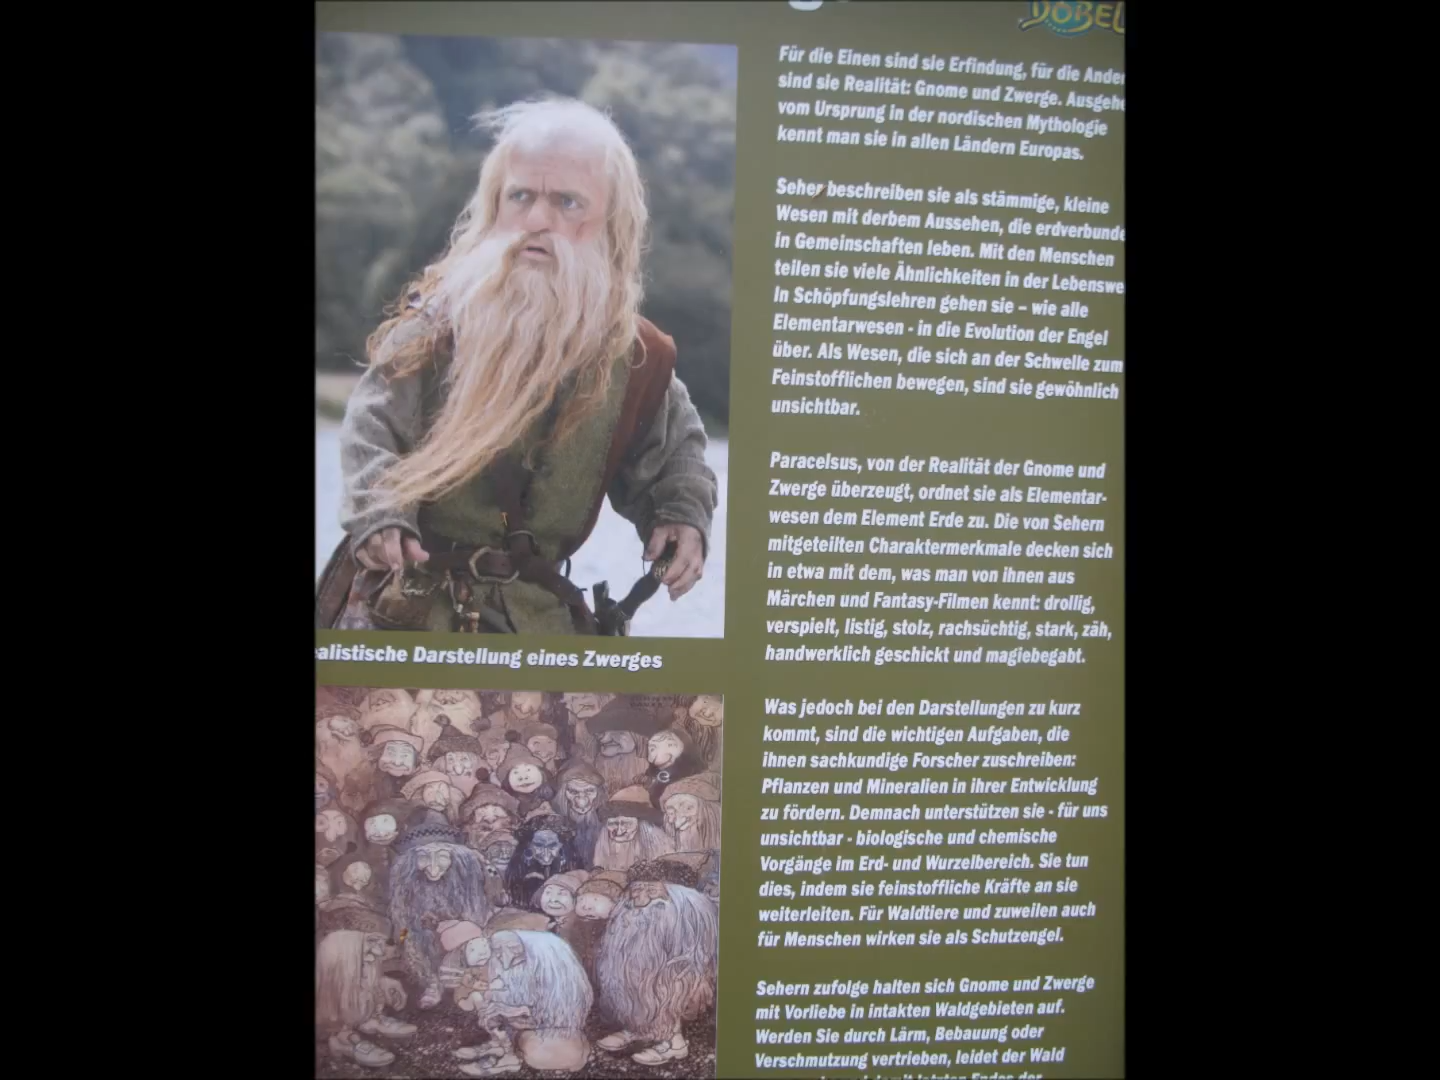 DOBEL
Für die Einen sind sie Erfindung, für die Ander
sind sie Realität: Gnome und Zwerge. Ausgehe
vom Ursprung in der nordischen Mythologie
kennt man sie in allen Ländern Europas.
Seher beschreiben sie als stämmige, kleine
Wesen mit derbem Aussehen, die erdverbunde
in Gemeinschaften leben. Mit den Menschen
teilen sie viele Ähnlichkeiten in der Lebenswe
In Schöpfungslehren gehen sie – wie alle
Elementarwesen - in die Evolution der Engel
über. Als Wesen, die sich an der Schwelle zum
Feinstofflichen bewegen, sind sie gewöhnlich
unsichtbar.
Paracelsus, von der Realität der Gnome und
Zwerge überzeugt, ordnet sie als Elementar-
wesen dem Element Erde zu. Die von Sehern
mitgeteilten Charaktermerkmale decken sich
in etwa mit dem, was man von ihnen aus
Märchen und Fantasy-Filmen kennt: drollig,
verspielt, listig, stolz, rachsüchtig, stark, zäh,
handwerklich geschickt und magiebegabt.
ealistische Darstellung eines Zwerges
Was jedoch bei den Darstellungen zu kurz
kommt, sind die wichtigen Aufgaben, die
ihnen sachkundige Forscher zuschreiben:
Pflanzen und Mineralien in ihrer Entwicklung
zu fördern. Demnach unterstützen sie - für uns
unsichtbar - biologische und chemische
Vorgänge im Erd- und Wurzelbereich. Sie tun
dies, indem sie feinstoffliche Kräfte an sie
weiterleiten. Für Waldtiere und zuweilen auch
für Menschen wirken sie als Schutzengel.
Sehern zufolge halten sich Gnome und Zwerge
mit Vorliebe in intakten Waldgebieten auf.
Werden Sie durch Lärm, Bebauung oder
Verschmutzung vertrieben, leidet der Wald